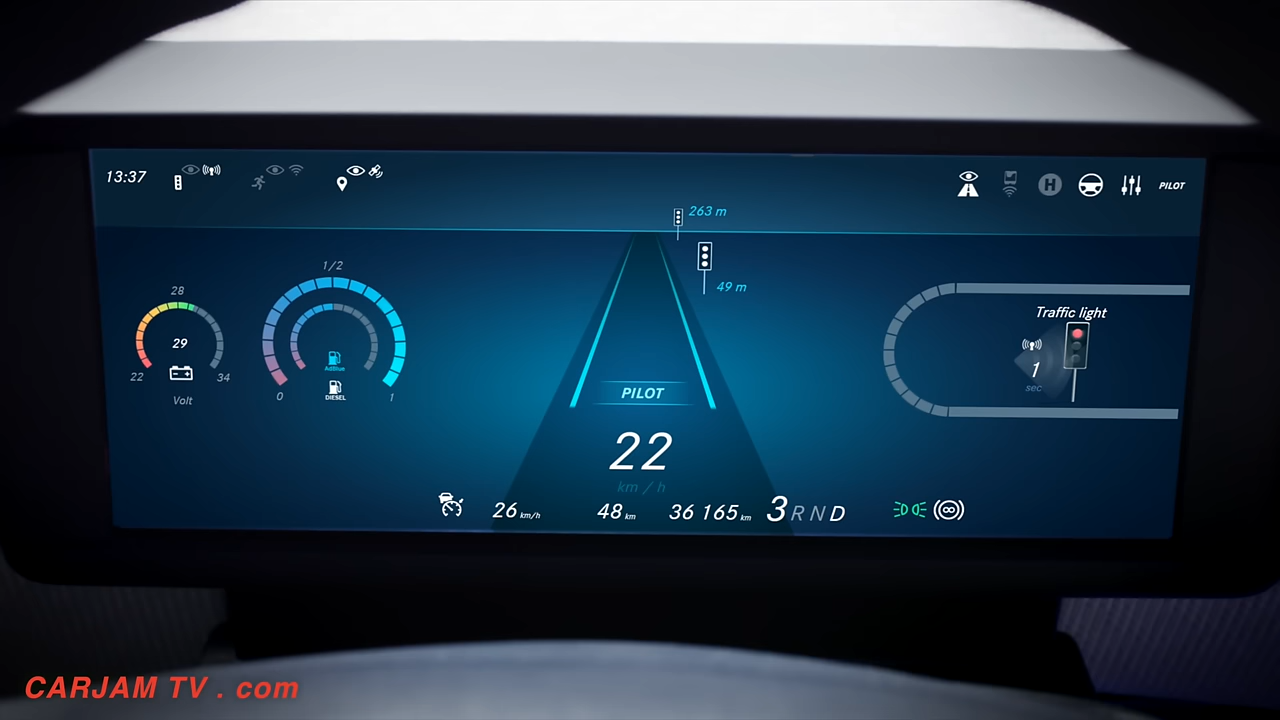 13:37
H
PILOT
263 m
49 m
28
29
22
34
Volt
1/2
AdBlue
DIESEL
0
1
Traffic light
1
sec
PILOT
22
km / h
26 km/h
48 km
36 165 km
3 R N D
CARJAM TV . com